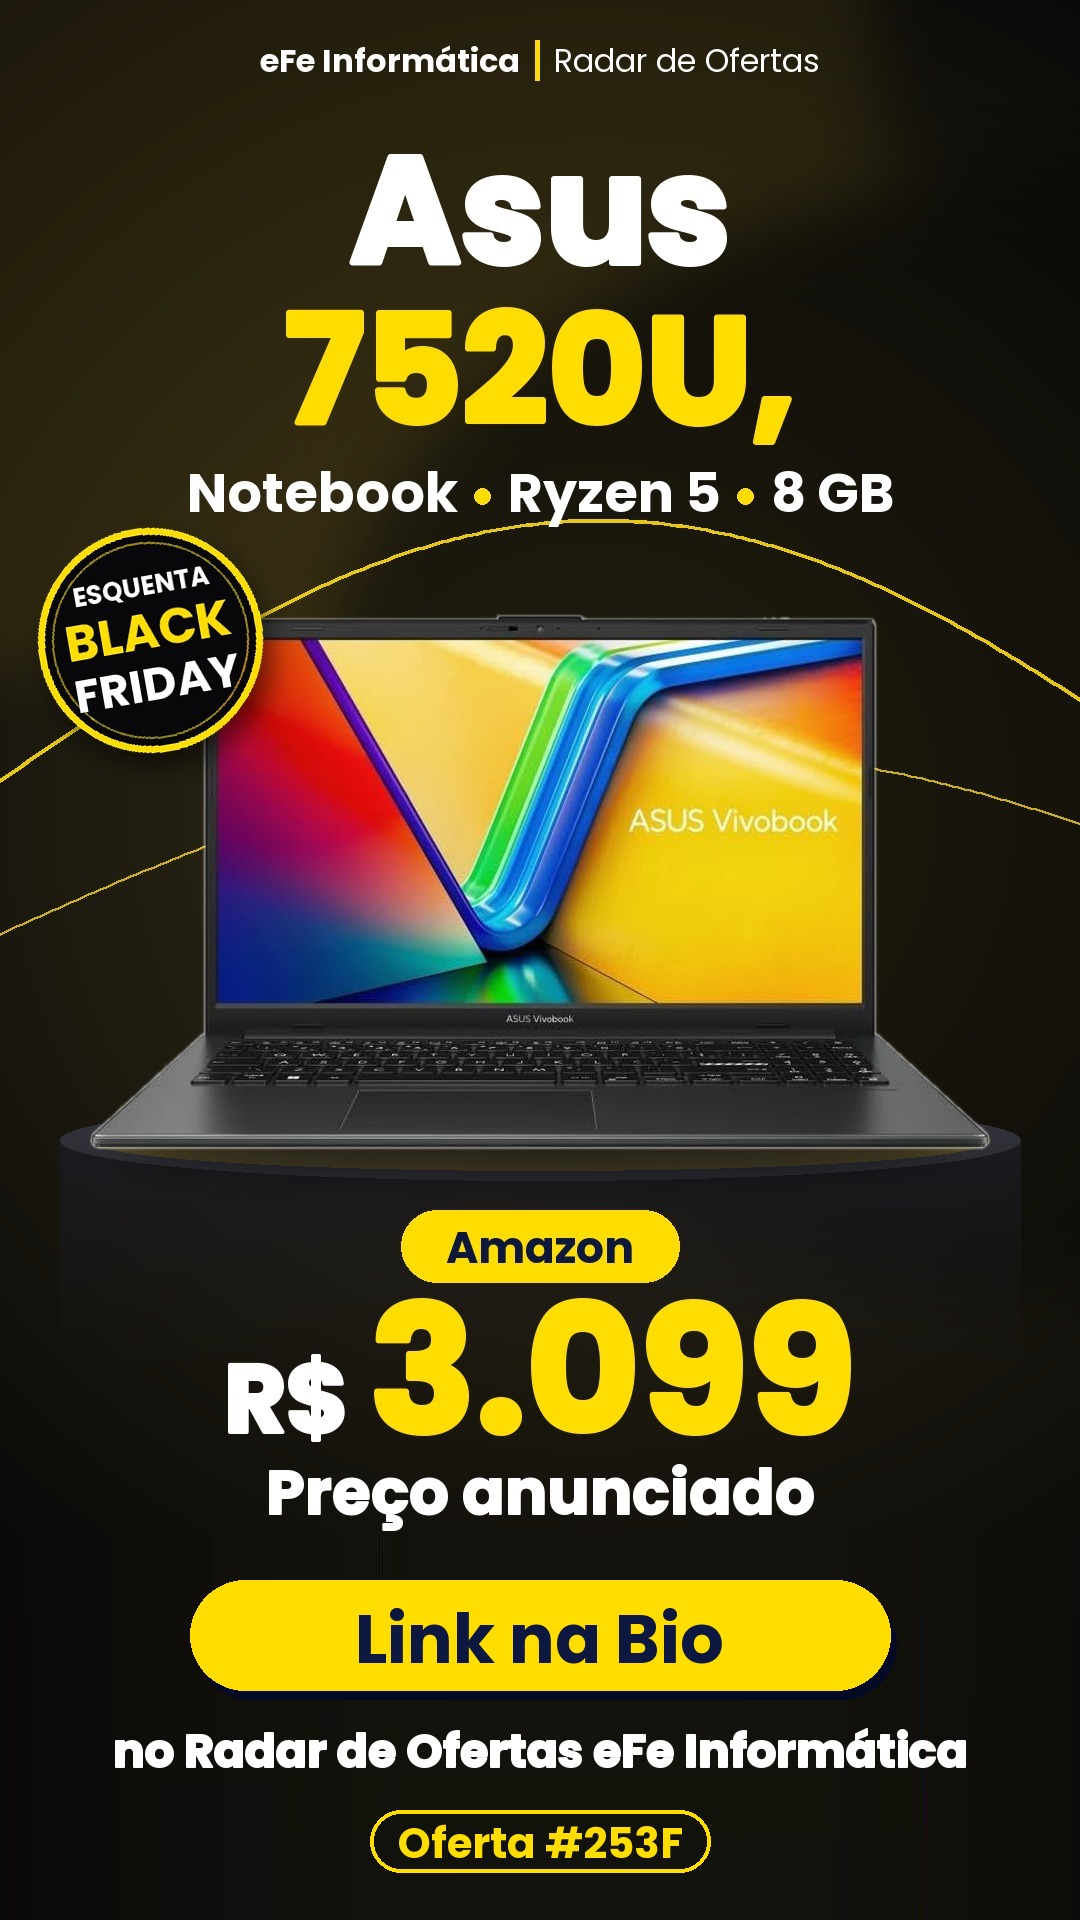 eFe Informática | Radar de Ofertas
Asus
7520U,
Notebook • Ryzen 5 • 8 GB
ESQUENTA
BLACK
FRIDAY
ASUS Vivobook
ASUS Vivobook
Amazon
R$ 3.099
Preço anunciado
Link na Bio
no Radar de Ofertas eFe Informática
Oferta #253F